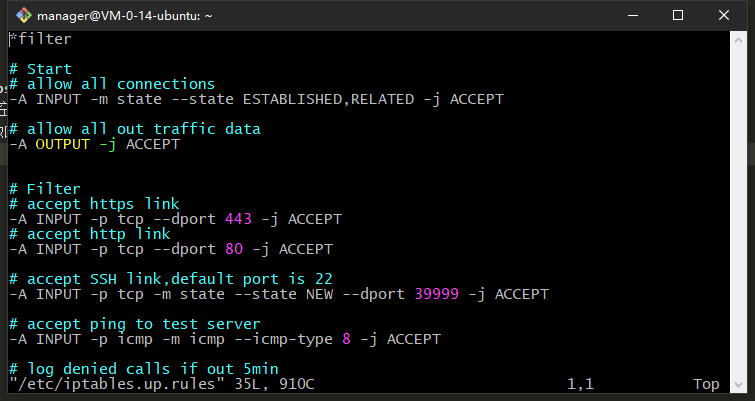 manager@VM-0-14-ubuntu: ~
*filter
# Start
# allow all connections
-A INPUT -m state --state ESTABLISHED,RELATED -j ACCEPT
# allow all out traffic data
-A OUTPUT -j ACCEPT
# Filter
# accept https link
-A INPUT -p tcp --dport 443 -j ACCEPT
# accept http link
-A INPUT -p tcp --dport 80 -j ACCEPT
# accept SSH link,default port is 22
-A INPUT -p tcp -m state --state NEW --dport 39999 -j ACCEPT
# accept ping to test server
-A INPUT -p icmp -m icmp --icmp-type 8 -j ACCEPT
# log denied calls if out 5min
"/etc/iptables.up.rules" 35L, 910C 1,1 Top